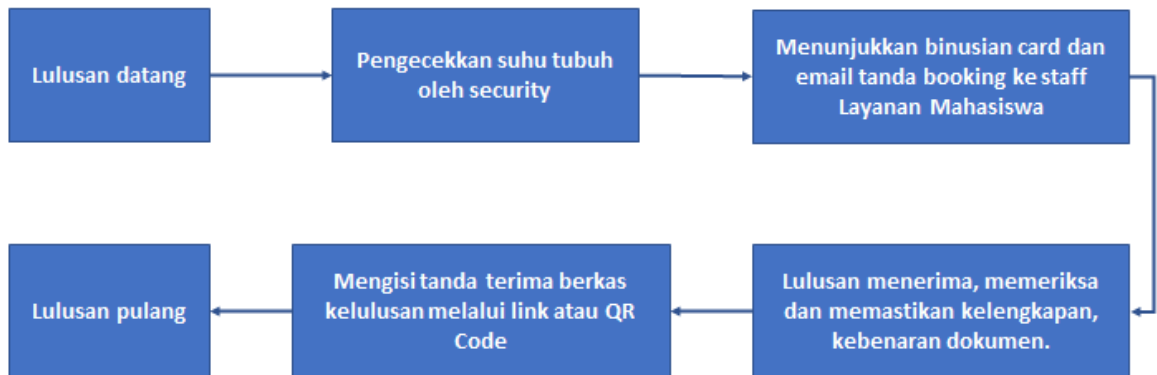 Lulusan datang
Pengecekkan suhu tubuh
oleh security
Menunjukkan binusian card dan
email tanda booking ke staff
Layanan Mahasiswa
Lulusan menerima, memeriksa
dan memastikan kelengkapan,
kebenaran dokumen.
Mengisi tanda terima berkas
kelulusan melalui link atau QR
Code
Lulusan pulang